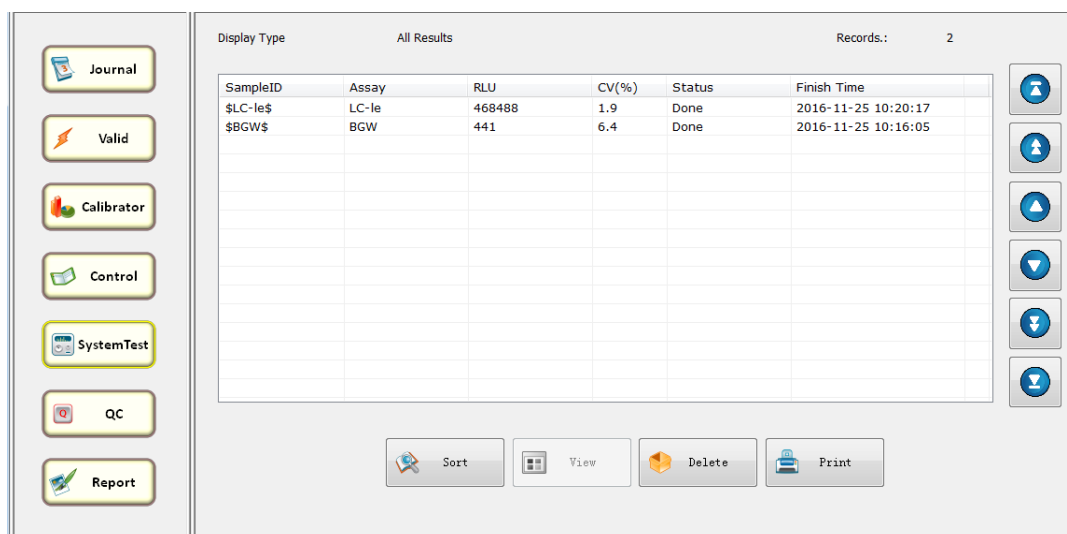 Display Type All Results Records.: 2
Journal
Valid
Calibrator
Control
SystemTest
QC
Report
SampleID Assay RLU CV(%) Status Finish Time
$LC-le$ LC-le 468488 1.9 Done 2016-11-25 10:20:17
$BGW$ BGW 441 6.4 Done 2016-11-25 10:16:05
Sort View Delete Print